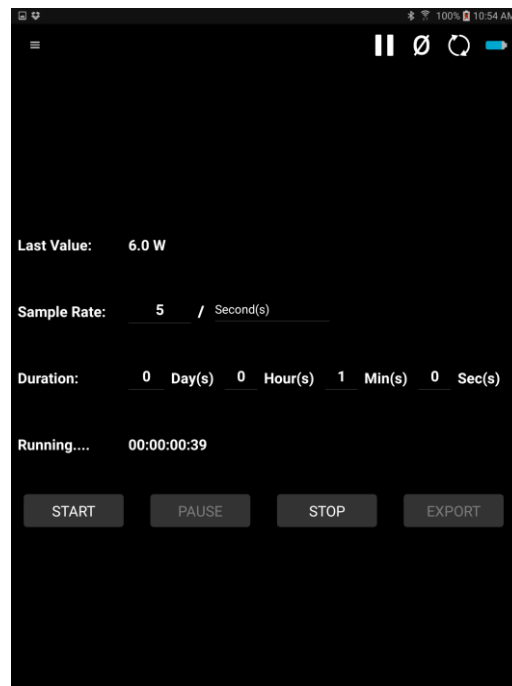 100% 10:54 AM
Last Value: 6.0 W
Sample Rate: 5 / Second(s)
Duration: 0 Day(s) 0 Hour(s) 1 Min(s) 0 Sec(s)
Running.... 00:00:00:39
START PAUSE STOP EXPORT